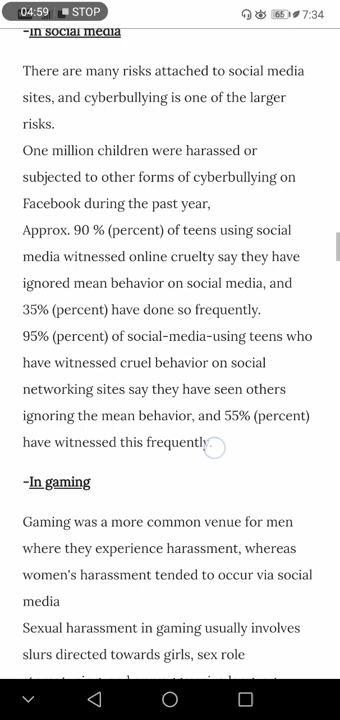 04:59 STOP 65 7:34
-In social media
There are many risks attached to social media
sites, and cyberbullying is one of the larger
risks.
One million children were harassed or
subjected to other forms of cyberbullying on
Facebook during the past year,
Approx. 90 % (percent) of teens using social
media witnessed online cruelty say they have
ignored mean behavior on social media, and
35% (percent) have done so frequently.
95% (percent) of social-media-using teens who
have witnessed cruel behavior on social
networking sites say they have seen others
ignoring the mean behavior, and 55% (percent)
have witnessed this frequently.
-In gaming
Gaming was a more common venue for men
where they experience harassment, whereas
women's harassment tended to occur via social
media
Sexual harassment in gaming usually involves
slurs directed towards girls, sex role